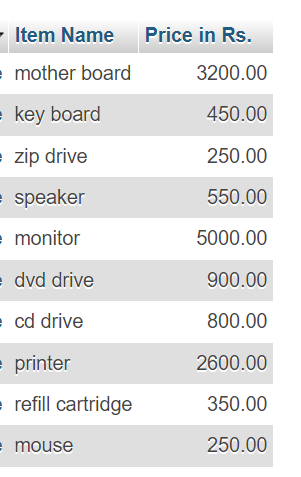 Item Name Price in Rs.
mother board 3200.00
key board 450.00
zip drive 250.00
speaker 550.00
monitor 5000.00
dvd drive 900.00
cd drive 800.00
printer 2600.00
refill cartridge 350.00
mouse 250.00